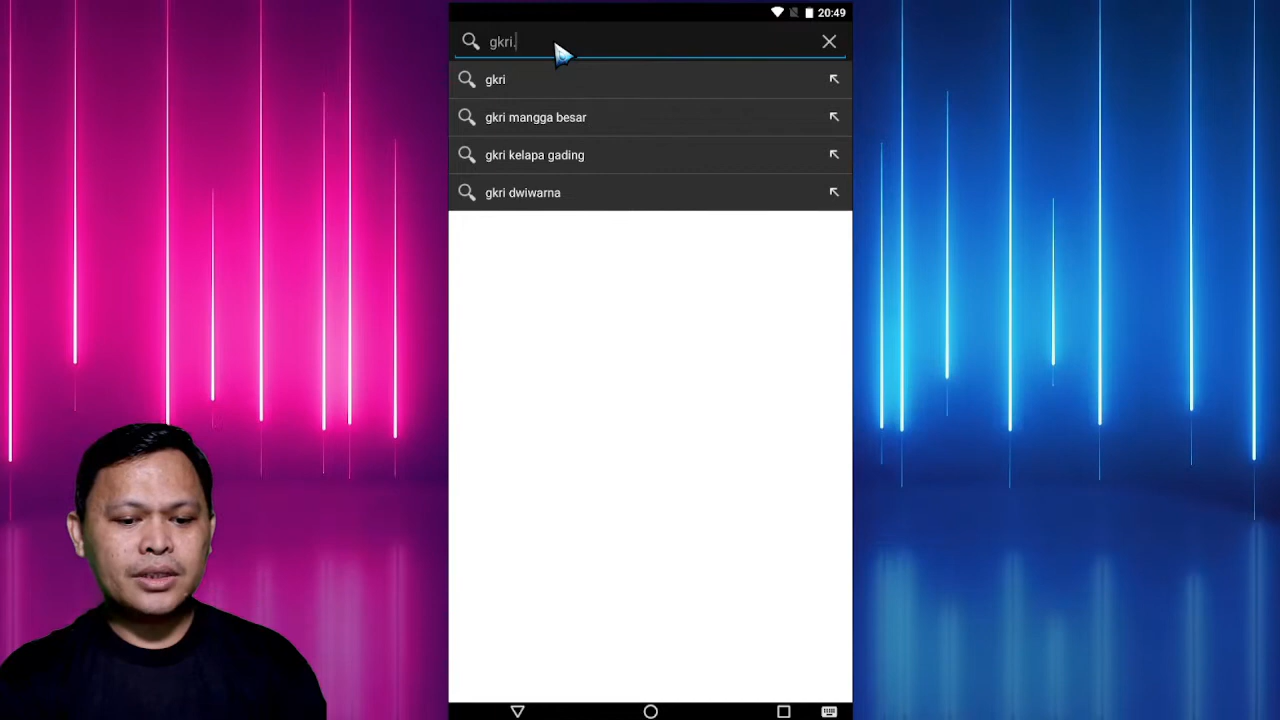 20:49
gkri.
gkri
gkri mangga besar
gkri kelapa gading
gkri dwiwarna